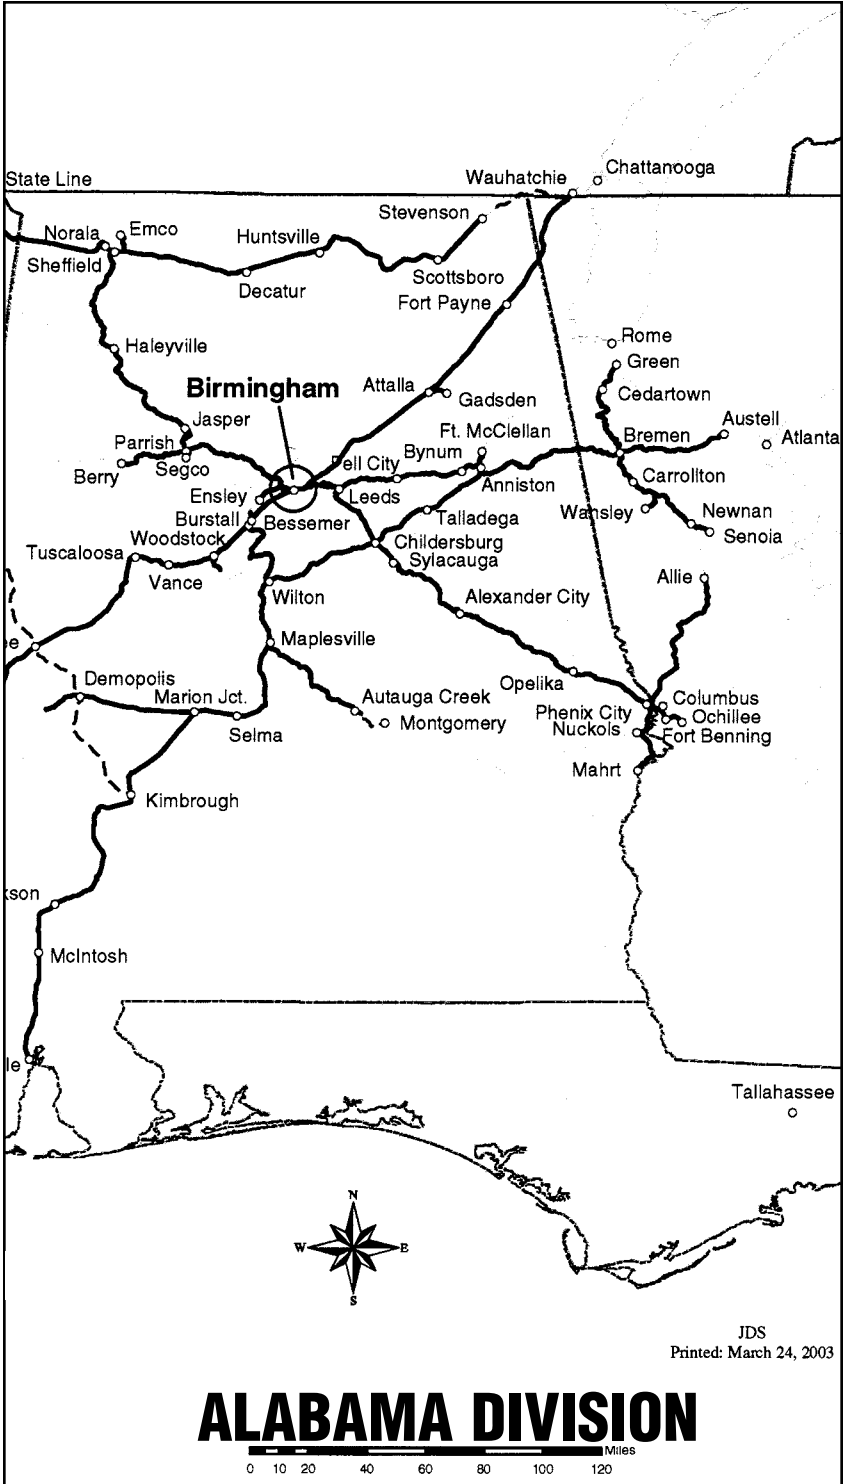 Chattanooga
Wauhatchie
State Line
Stevenson
Emco
Norala
Huntsville
Sheffield
Scottsboro
Decatur
Fort Payne
Rome
Haleyville
Green
Birmingham
Attalla
Cedartown
Gadsden
Jasper
Austell
Ft. McClellan
Bremen
Atlanta
Parrish
Bynum
Pell City
Segco
Berry
Carrollton
Anniston
Ensley
Leeds
Wansley
Newnan
Burstall
Bessemer
Talladega
Woodstock
Senoia
Childersburg
Tuscaloosa
Sylacauga
Vance
Allie
Wilton
Alexander City
Maplesville
ee
Demopolis
Opelika
Marion Jct.
Autauga Creek
Columbus
Phenix City
Ochillee
Montgomery
Nuckols
Selma
Fort Benning
Mahrt
Kimbrough
kson
McIntosh
le
Tallahassee
N
W
E
S
JDS
Printed: March 24, 2003
ALABAMA DIVISION
Miles
0 10 20 40 60 80 100 120